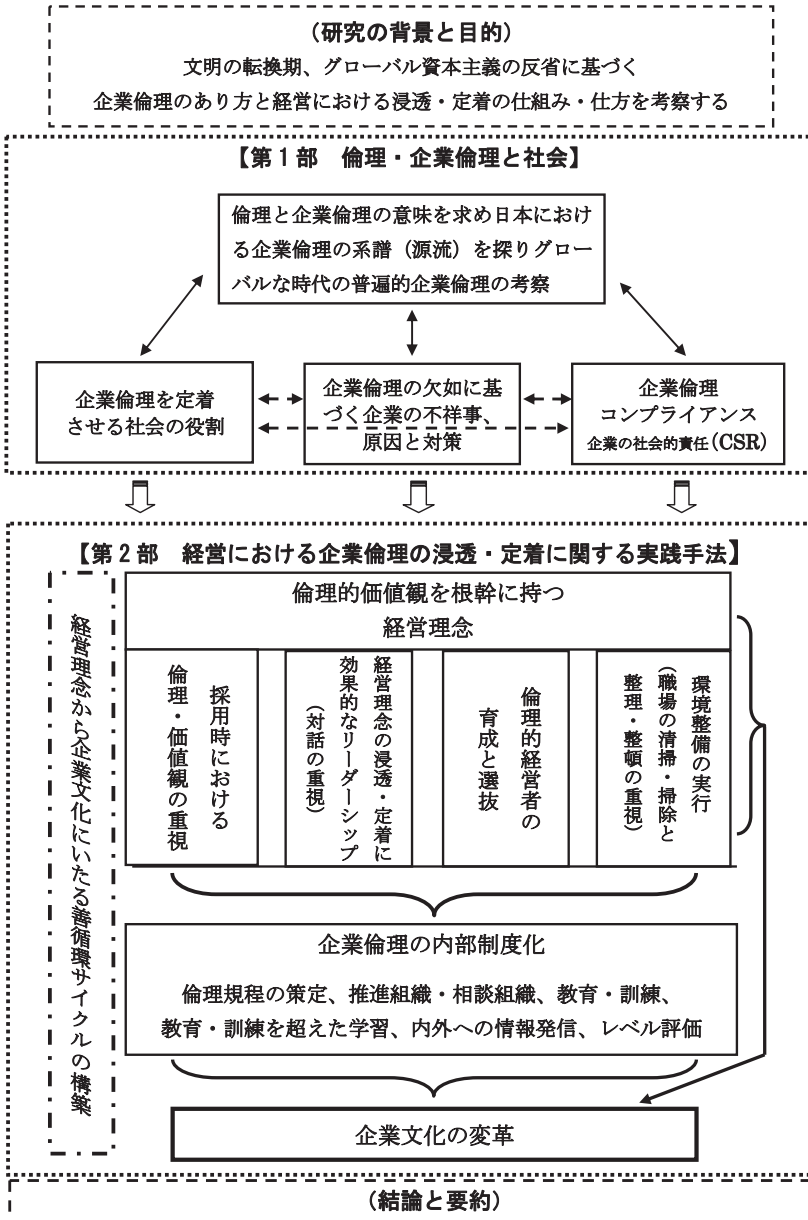 (研究の背景と目的)
文明の転換期、グローバル資本主義の反省に基づく
企業倫理のあり方と経営における浸透・定着の仕組み・仕方を考察する
【第1部　倫理・企業倫理と社会】
倫理と企業倫理の意味を求め日本におけ
る企業倫理の系譜（源流）を探りグロー
バルな時代の普遍的企業倫理の考察
企業倫理を定着
させる社会の役割
企業倫理の欠如に基
づく企業の不祥事、
原因と対策
企業倫理
コンプライアンス
企業の社会的責任(CSR)
【第2部　経営における企業倫理の浸透・定着に関する実践手法】
経営理念から企業文化にいたる善循環サイクルの構築
倫理的価値観を根幹に持つ
経営理念
採用時における
倫理・価値観の重視
経営理念の浸透・定着に
効果的なリーダーシップ
（対話の重視）
倫理的経営者の
育成と選抜
環境整備の実行
（職場の清掃・掃除と
整理・整頓の重視）
企業倫理の内部制度化
倫理規程の策定、推進組織・相談組織、教育・訓練、
教育・訓練を超えた学習、内外への情報発信、レベル評価
企業文化の変革
(結論と要約)